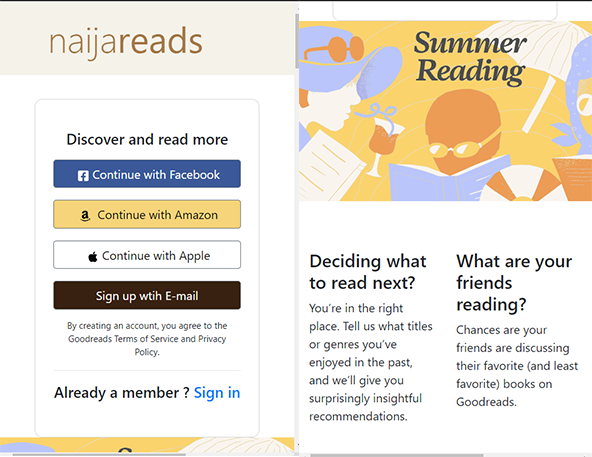 naijareads
Discover and read more
Continue with Facebook
Continue with Amazon
Continue with Apple
Sign up wtih E-mail
By creating an account, you agree to the
Goodreads Terms of Service and Privacy
Policy.
Already a member ? Sign in
Summer
Reading
Deciding what
to read next?
You’re in the right
place. Tell us what titles
or genres you’ve
enjoyed in the past,
and we’ll give you
surprisingly insightful
recommendations.
What are your
friends
reading?
Chances are your
friends are discussing
their favorite (and least
favorite) books on
Goodreads.